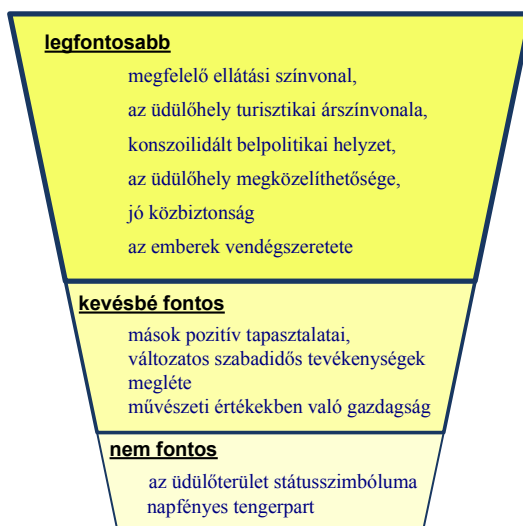 legfontosabb
megfelelő ellátási színvonal,
az üdülőhely turisztikai árszínvonala,
konszoilidált belpolitikai helyzet,
az üdülőhely megközelíthetősége,
jó közbiztonság
az emberek vendégszeretete
kevésbé fontos
mások pozitív tapasztalatai,
változatos szabadidős tevékenységek
megléte
művészeti értékekben való gazdagság
nem fontos
az üdülőterület státusszimbóluma
napfényes tengerpart